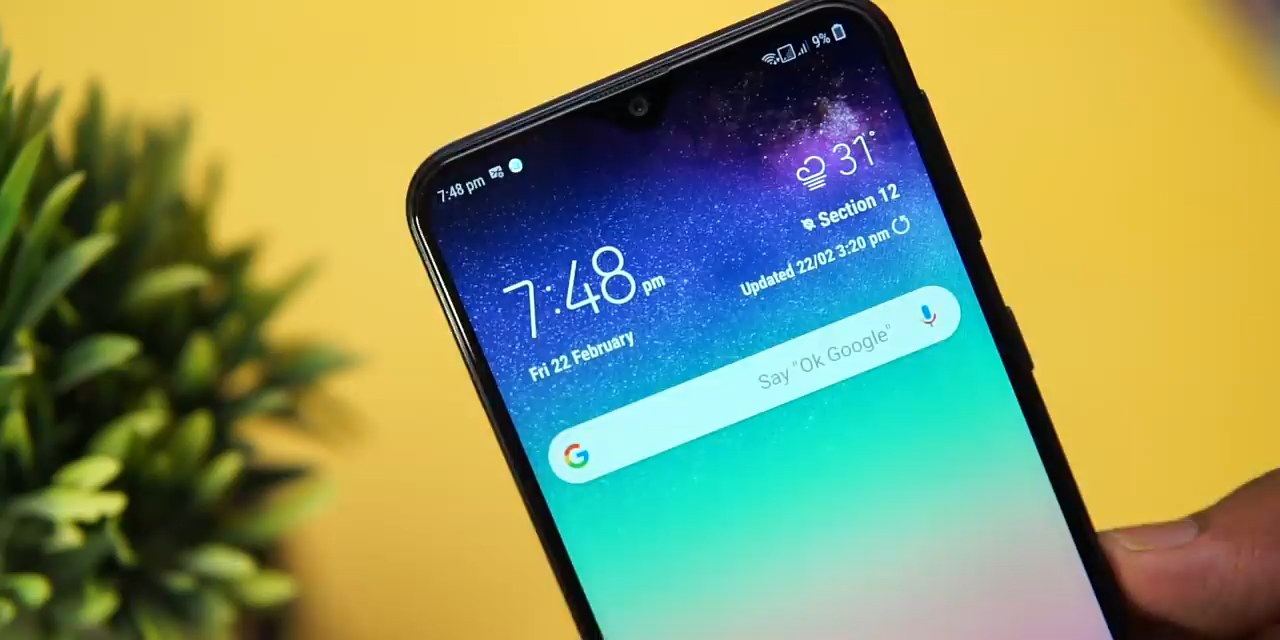 7:48 pm
9%
31°
Section 12
Updated 22/02 3:20 pm
7:48 pm
Fri 22 February
Say "Ok Google"
G